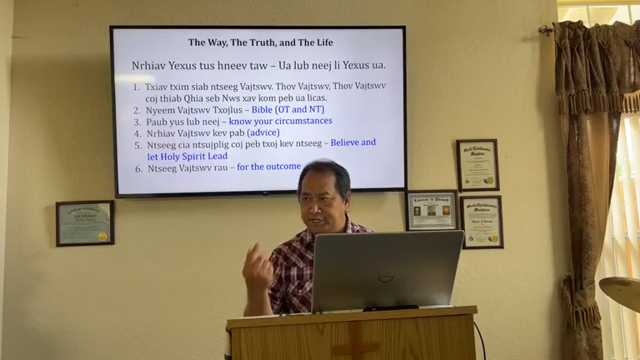 The Way, The Truth, and The Life
Nrhiav Yexus tus hneev taw – Ua lub neej li Yexus ua.
1. Txiav txim siab ntseeg Vajtswv. Thov Vajtswv, Thov Vajtswv
coj thiab Qhia seb Nws xav kom peb ua licas.
2. Nyeem Vajtswv Txojlus – Bible (OT and NT)
3. Paub yus lub neej – know your circumstances
4. Nrhiav Vajtswv kev pab (advice)
5. Ntseeg cia ntsujplig coj peb txoj kev ntseeg – Believe and
let Holy Spirit Lead
6. Ntseeg Vajtswv rau – for the outcome
DELL